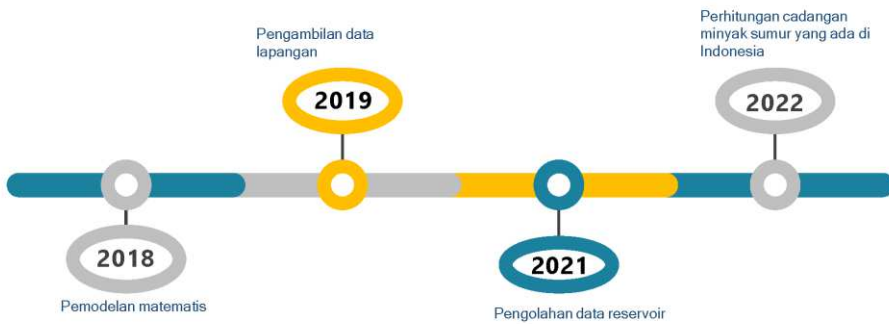 2018
Pemodelan matematis
Pengambilan data
lapangan
2019
2021
Pengolahan data reservoir
Perhitungan cadangan
minyak sumur yang ada di
Indonesia
2022